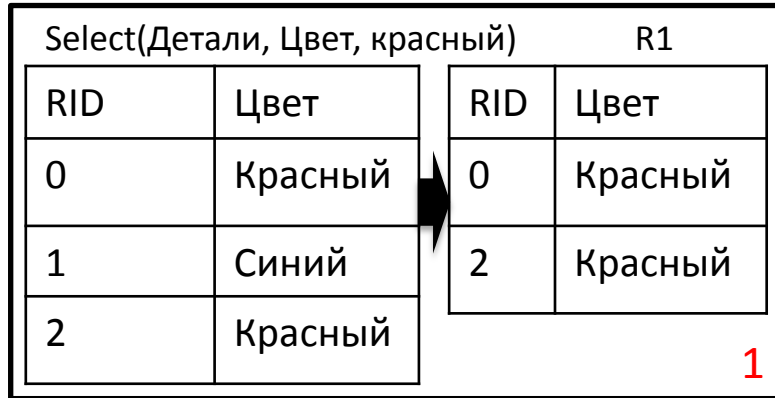 Select(Детали, Цвет, красный) R1
RID Цвет RID Цвет
0 Красный 0 Красный
1 Синий 2 Красный
2 Красный
1